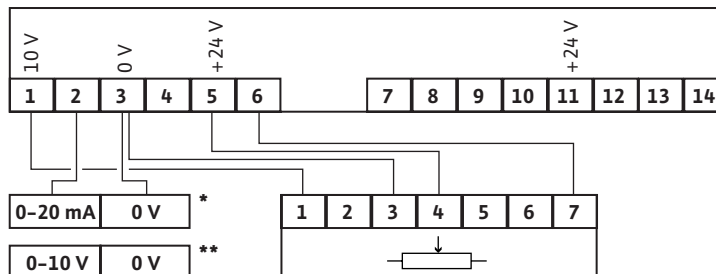 10 V 0 V +24 V +24 V
1 2 3 4 5 6 7 8 9 10 11 12 13 14
0–20 mA 0 V *
1 2 3 4 5 6 7
0–10 V 0 V **